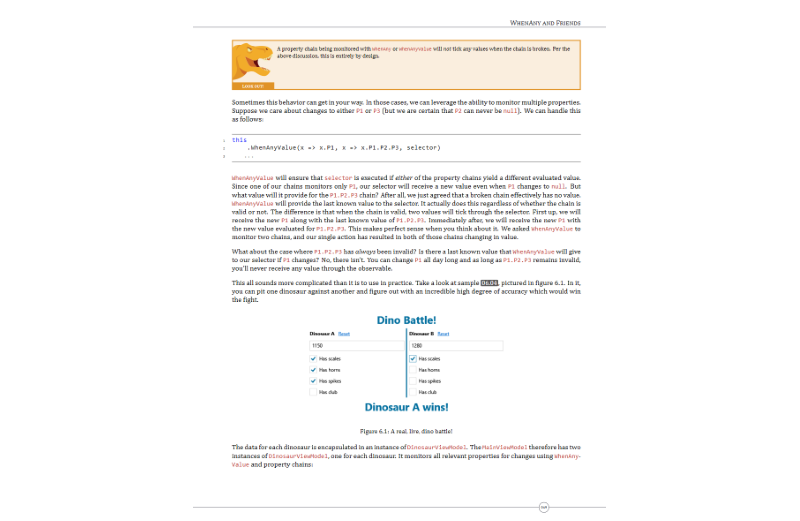 WhenAny and Friends
A property chain being monitored with WhenAny or WhenAnyValue will not tick any values when the chain is broken. Per the
above discussion, this is entirely by design.
Sometimes this behavior can get in your way. In those cases, we can leverage the ability to monitor multiple properties.
Suppose we care about changes to either P1 or P3 (but we are certain that P2 can never be null). We can handle this
as follows:
1 this
2 .WhenAnyValue(x => x.P1, x => x.P1.P2.P3, selector)
3 ...
WhenAnyValue will ensure that selector is executed if either of the property chains yield a different evaluated value.
Since one of our chains monitors only P1, our selector will receive a new value even when P1 changes to null. But
what value will it provide for the P1.P2.P3 chain? After all, we just agreed that a broken chain effectively has no value.
WhenAnyValue will provide the last known value to the selector. It actually does this regardless of whether the chain is
valid or not. The difference is that when the chain is valid, two values will tick through the selector. First up, we will
receive the new P1 along with the last known value of P1.P2.P3. Immediately after, we will receive the new P1 with
the new value evaluated for P1.P2.P3. This makes perfect sense when you think about it. We asked WhenAnyValue to
monitor two chains, and our single action has resulted in both of those chains changing in value.
What about the case where P1.P2.P3 has always been invalid? Is there a last known value that WhenAnyValue will give
to our selector if P1 changes? No, there isn't. You can change P1 all day long and as long as P1.P2.P3 remains invalid,
you'll never receive any value through the observable.
This all sounds more complicated than it is to use in practice. Take a look at sample , pictured in figure 6.1. In it,
you can pit one dinosaur against another and figure out with an incredible high degree of accuracy which would win
the fight.
Dino Battle!
Dinosaur A Reset
1150
Has scales
Has horns
Has spikes
Has club
Dinosaur B Reset
1280
Has scales
Has horns
Has spikes
Has club
Dinosaur A wins!
Figure 6.1: A real, live, dino battle!
The data for each dinosaur is encapsulated in an instance of DinosaurViewModel. The MainViewModel therefore has two
instances of DinosaurViewModel, one for each dinosaur. It monitors all relevant properties for changes using WhenAny-
Value and property chains: